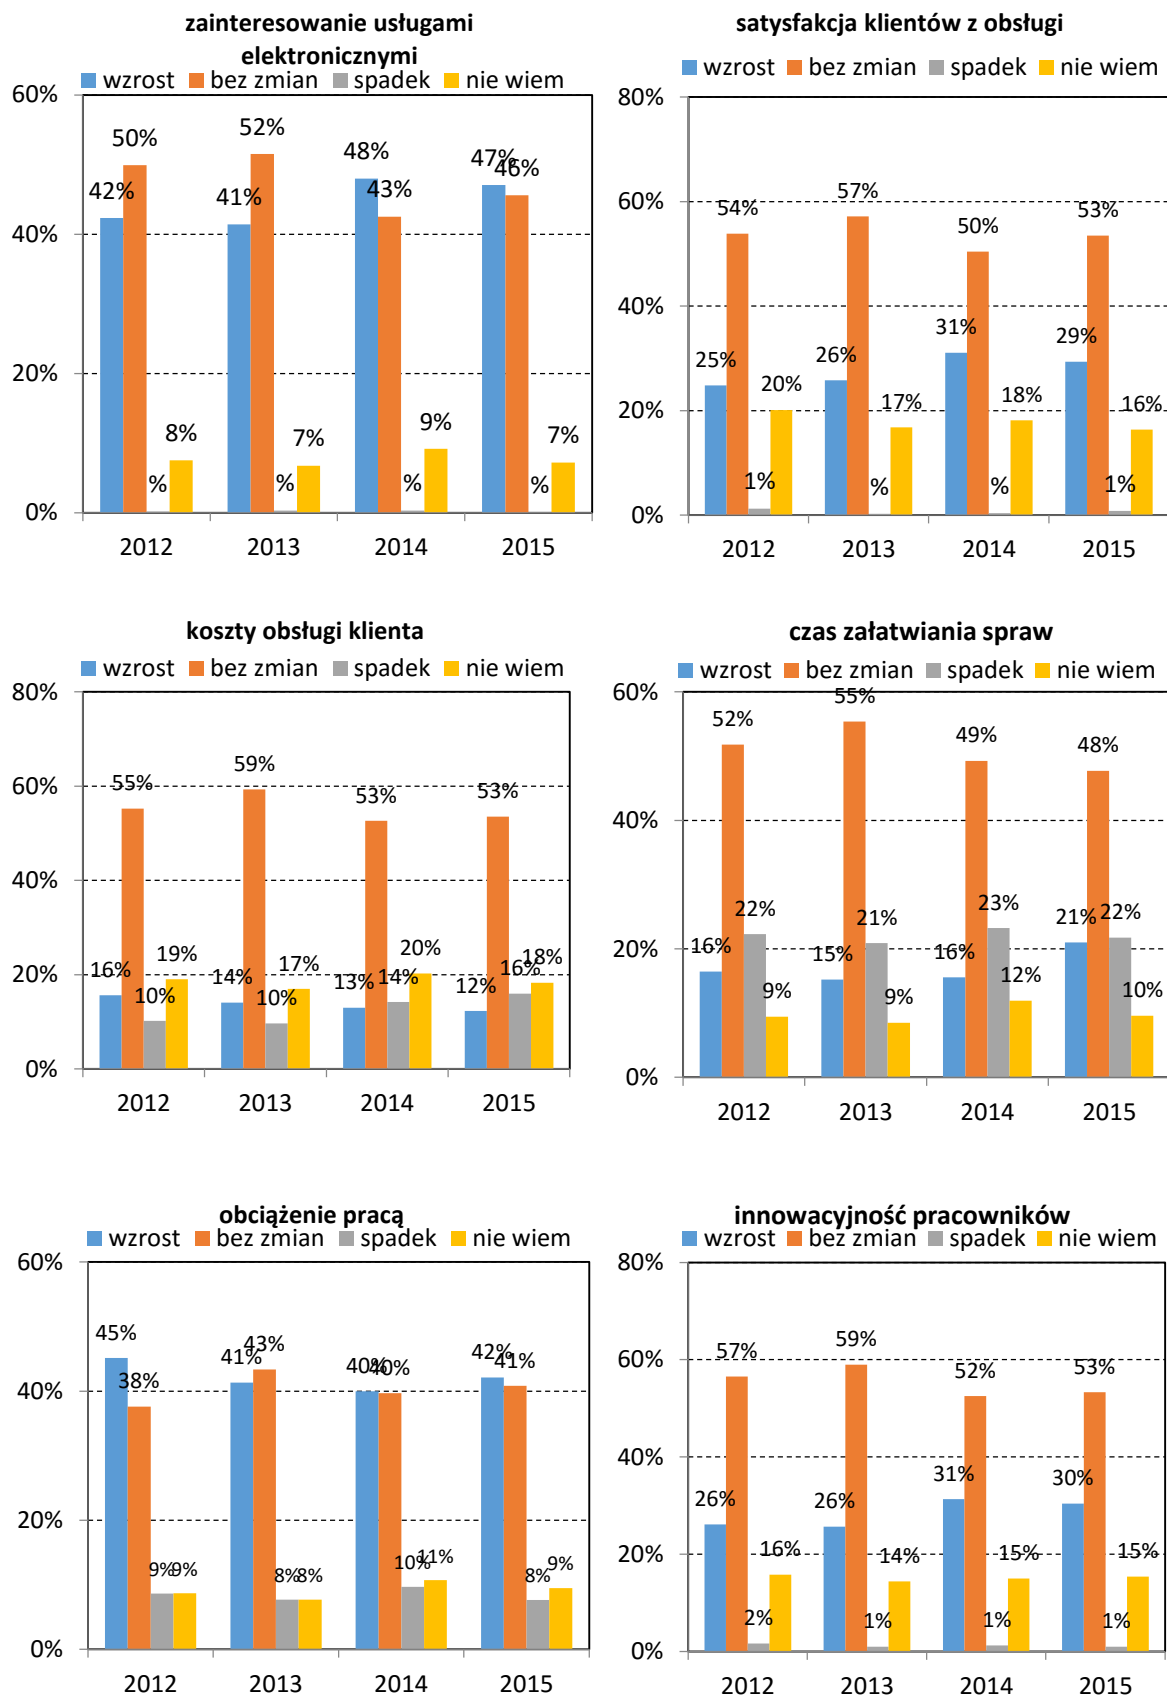 zainteresowanie usługami
elektronicznymi
wzrost bez zmian spadek nie wiem
60%
40%
20%
0%
42% 50% % 8%
41% 52% % 7%
48% 43% % 9%
47% 46% % 7%
2012 2013 2014 2015
satysfakcja klientów z obsługi
wzrost bez zmian spadek nie wiem
80%
60%
40%
20%
0%
25% 54% 1% 20%
26% 57% % 17%
31% 50% % 18%
29% 53% 1% 16%
2012 2013 2014 2015
koszty obsługi klienta
wzrost bez zmian spadek nie wiem
80%
60%
40%
20%
0%
16% 55% 10% 19%
14% 59% 10% 17%
13% 53% 14% 20%
12% 53% 16% 18%
2012 2013 2014 2015
czas załatwiania spraw
wzrost bez zmian spadek nie wiem
60%
40%
20%
0%
16% 52% 22% 9%
15% 55% 21% 9%
16% 49% 23% 12%
21% 48% 22% 10%
2012 2013 2014 2015
obciążenie pracą
wzrost bez zmian spadek nie wiem
60%
40%
20%
0%
45% 38% 9% 9%
41% 43% 8% 8%
40% 40% 10% 11%
42% 41% 8% 9%
2012 2013 2014 2015
innowacyjność pracowników
wzrost bez zmian spadek nie wiem
80%
60%
40%
20%
0%
26% 57% 2% 16%
26% 59% 1% 14%
31% 52% 1% 15%
30% 53% 1% 15%
2012 2013 2014 2015